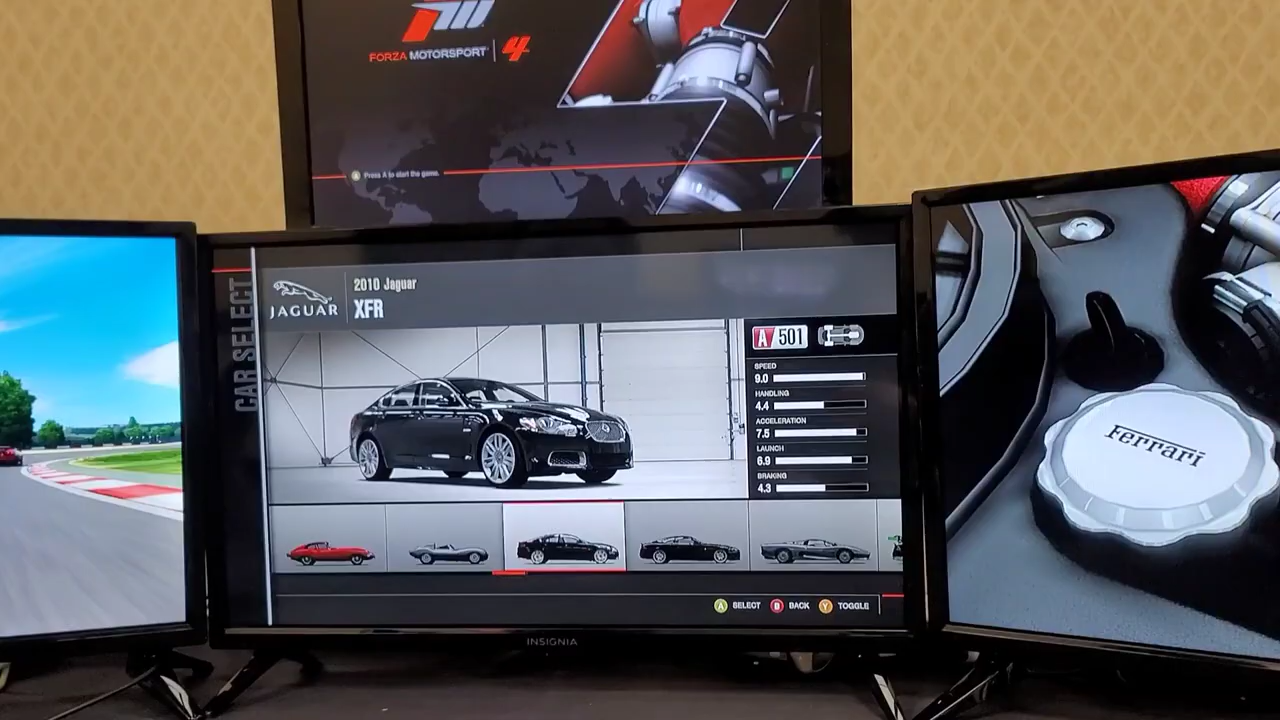 FORZA MOTORSPORT 4
A Press A to start the game.
CAR SELECT
JAGUAR
2010 Jaguar
XFR
A 501
SPEED
9.0
HANDLING
4.4
ACCELERATION
7.5
LAUNCH
6.9
BRAKING
4.3
A SELECT B BACK Y TOGGLE
INSIGNIA
Ferrari